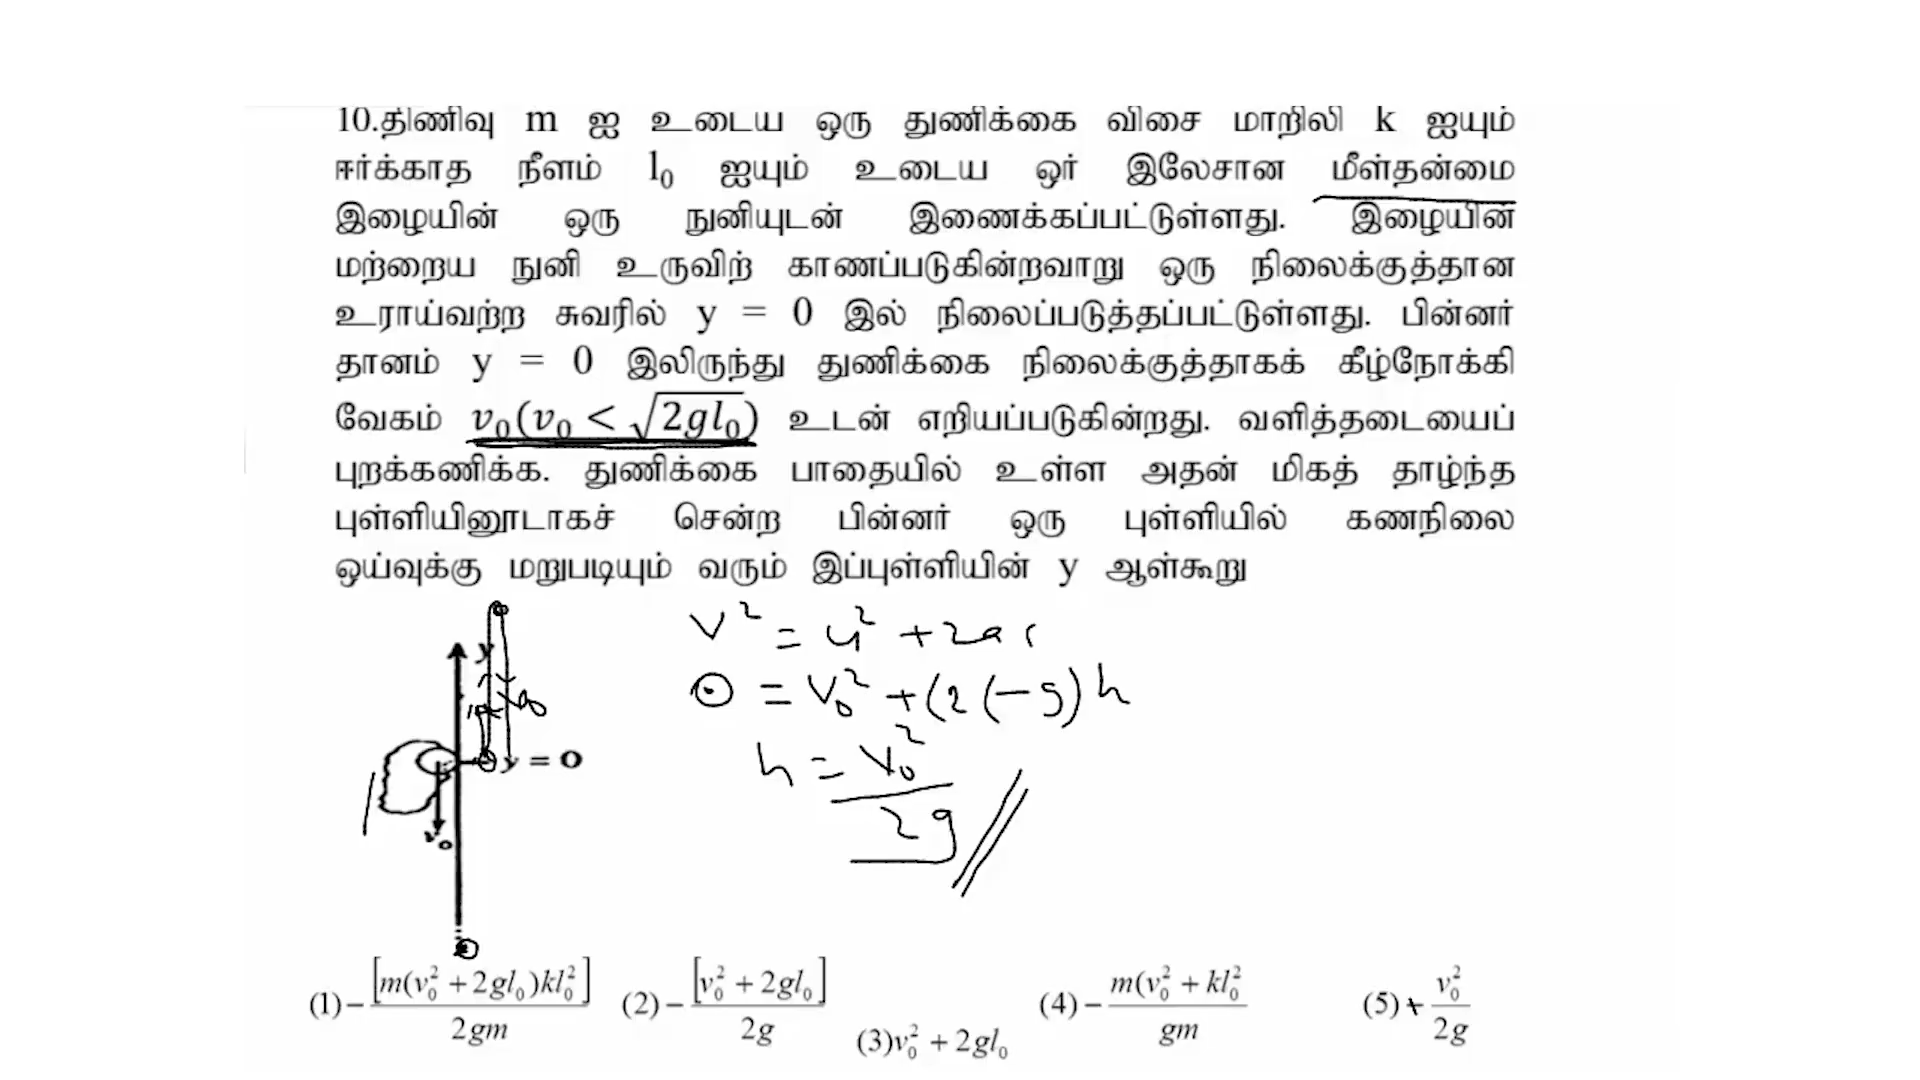 10.திணிவு m ஐ உடைய ஒரு துணிக்கை விசை மாறிலி k ஐயும்
ஈர்க்காத நீளம் l₀ ஐயும் உடைய ஓர் இலேசான மீள்தன்மை
இழையின் ஒரு நுனியுடன் இணைக்கப்பட்டுள்ளது. இழையின்
மற்றைய நுனி உருவிற் காணப்படுகின்றவாறு ஒரு நிலைக்குத்தான
உராய்வற்ற சுவரில் y = 0 இல் நிலைப்படுத்தப்பட்டுள்ளது. பின்னர்
தானம் y = 0 இலிருந்து துணிக்கை நிலைக்குத்தாகக் கீழ்நோக்கி
வேகம் v₀(v₀ < √2gl₀) உடன் எறியப்படுகின்றது. வளித்தடையைப்
புறக்கணிக்க. துணிக்கை பாதையில் உள்ள அதன் மிகத் தாழ்ந்த
புள்ளியினூடாகச் சென்ற பின்னர் ஒரு புள்ளியில் கணநிலை
ஓய்வுக்கு மறுபடியும் வரும் இப்புள்ளியின் y ஆள்கூறு
y
v² = u² + 2as
0 = v₀² + (2(-g)h
y = 0
h = v₀²/2g
v₀
(1) -[m(v₀² + 2gl₀)kl₀²]/2gm (2) -[v₀² + 2gl₀]/2g (3)v₀² + 2gl₀ (4) - m(v₀² + kl₀²/gm (5) + v₀²/2g